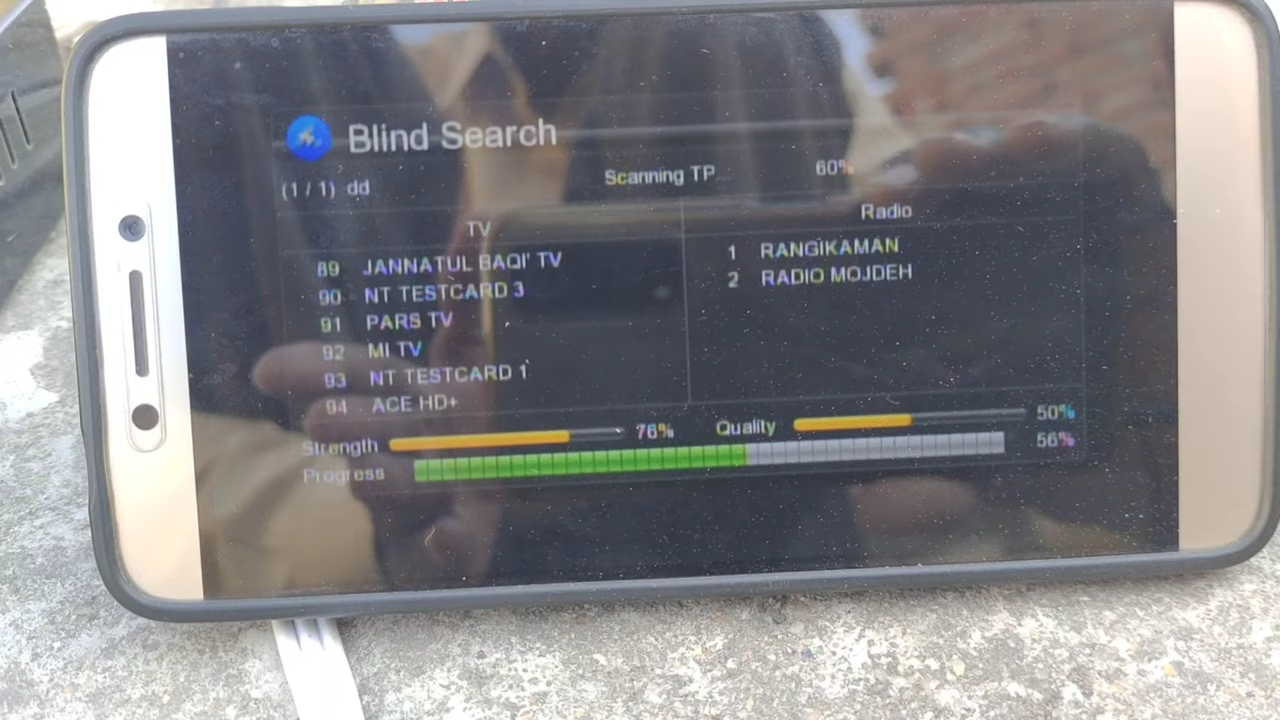 Blind Search
(1 / 1) dd
Scanning TP
60%
TV
Radio
89 JANNATUL BAQI' TV
90 NT TESTCARD 3
91 PARS TV
92 MI TV
93 NT TESTCARD 1
94 ACE HD+
1 RANGIKAMAN
2 RADIO MOJDEH
Strength 76% Quality 50%
Progress 56%